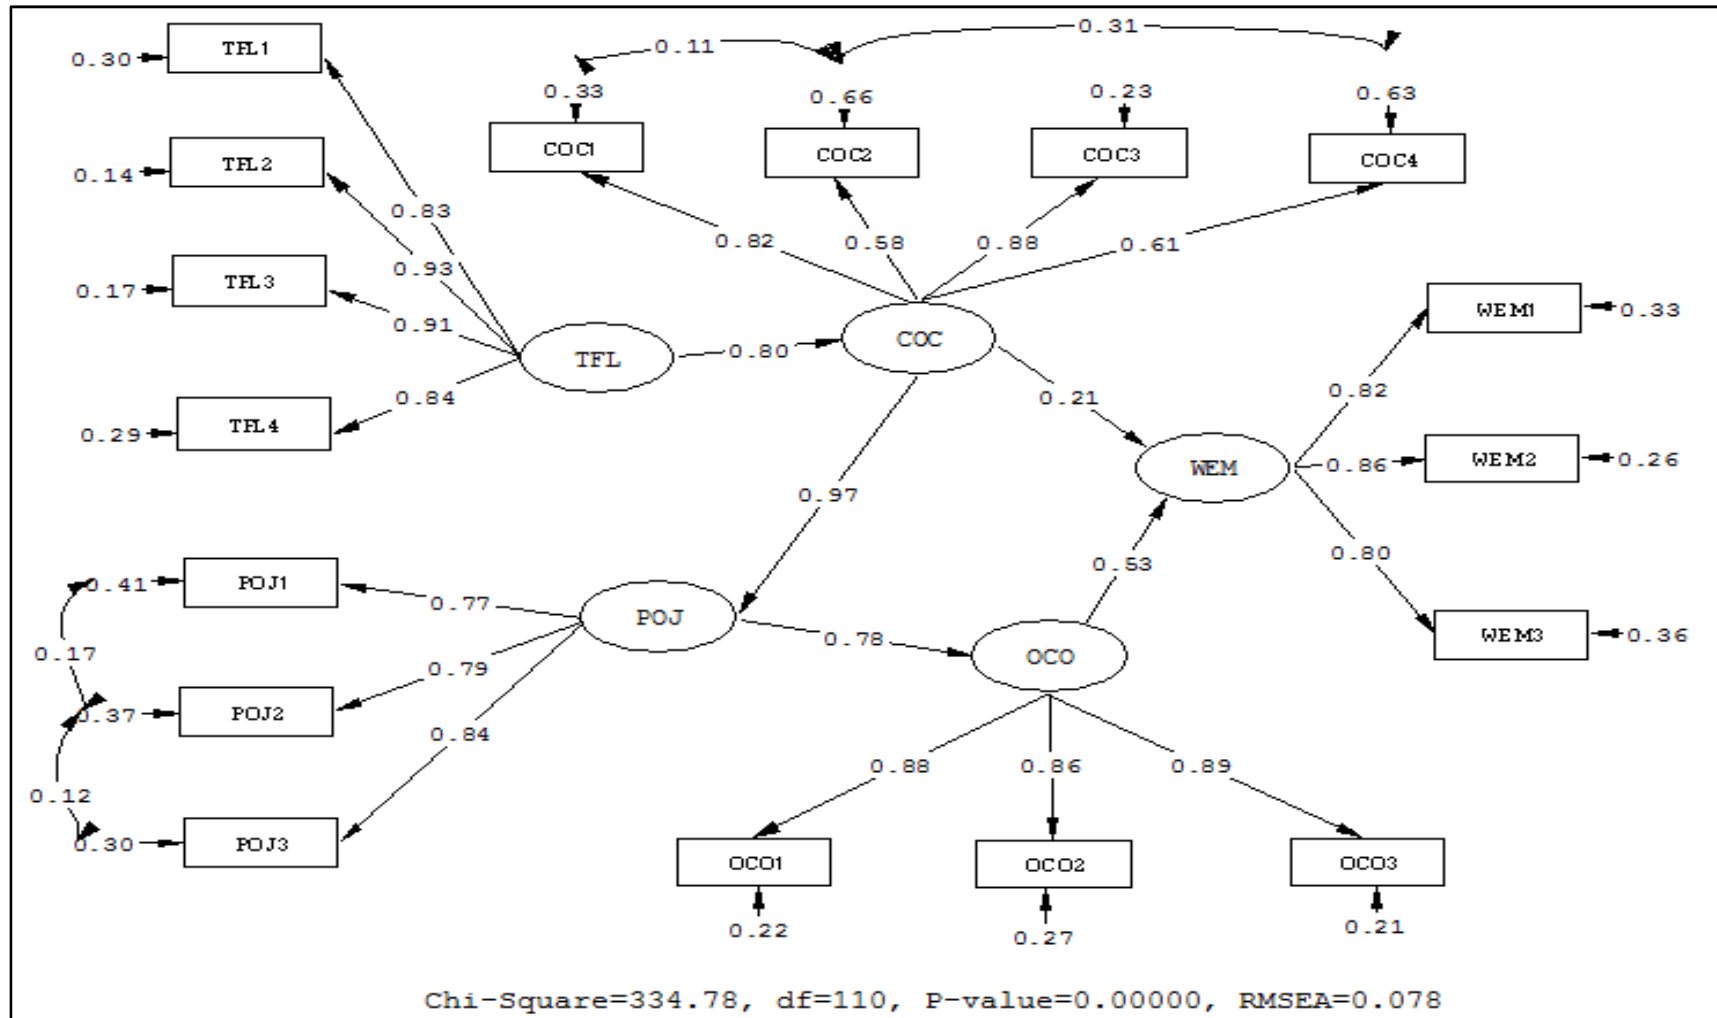 0.31
0.11
0.30 TFL1
0.33 0.66 0.23 0.63
COC1 COC2 COC3 COC4
0.14 TFL2
0.83
0.82 0.58 0.88 0.61
0.17 TFL3
0.93
0.91
TFL 0.80 COC
WEM1 0.33
0.84
0.29 TFL4
0.21
0.82
WEM 0.86 WEM2 0.26
0.97
0.53 0.80
0.41 POJ1
0.77 POJ 0.78 OCO
WEM3 0.36
0.17
0.79
0.37 POJ2
0.84
0.88 0.86 0.89
0.12
0.30 POJ3
OCO1 OCO2 OCO3
0.22 0.27 0.21
Chi-Square=334.78, df=110, P-value=0.00000, RMSEA=0.078